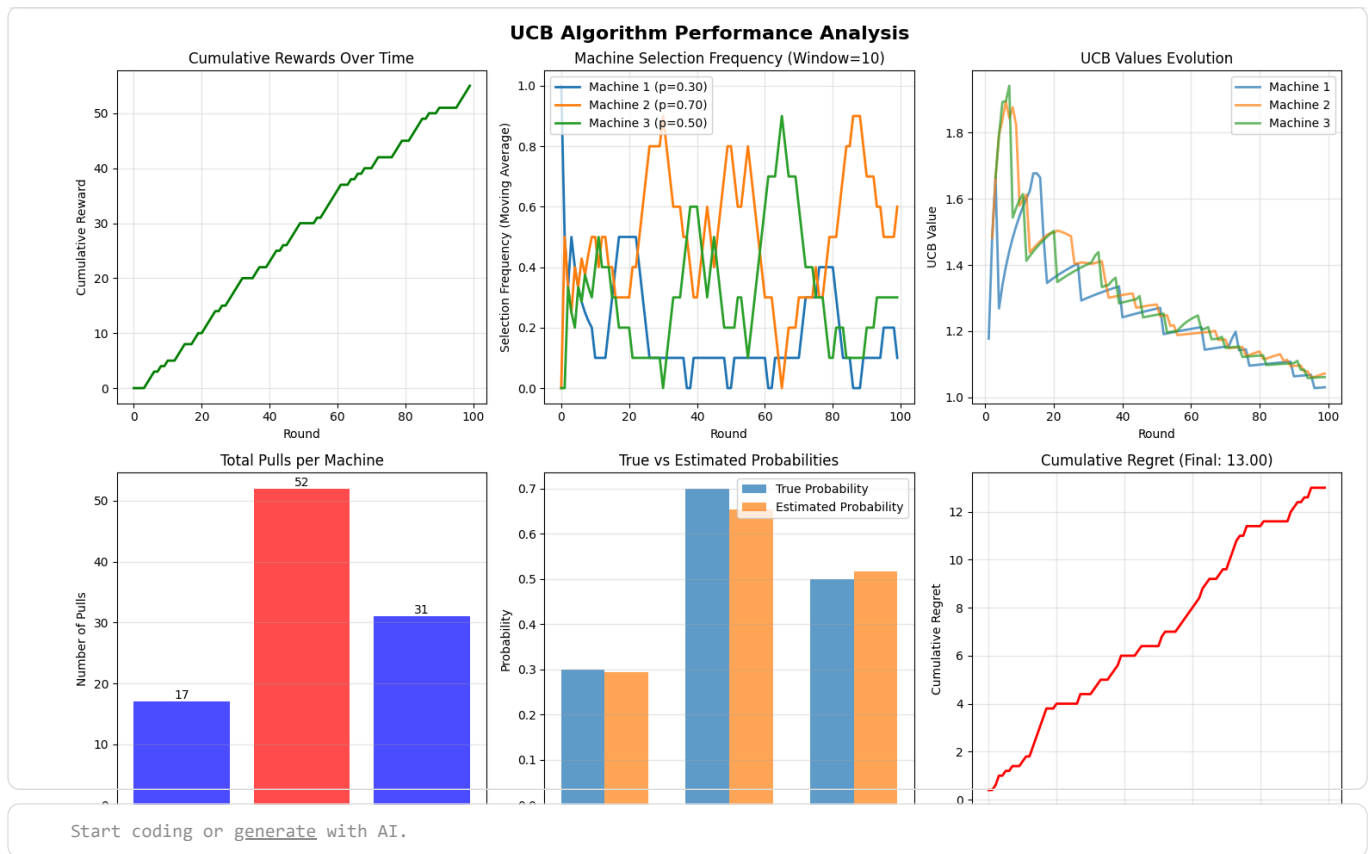 UCB Algorithm Performance Analysis
Cumulative Rewards Over Time
Cumulative Reward
50
40
30
20
10
0
0 20 40 60 80 100
Round
Machine Selection Frequency (Window=10)
Selection Frequency (Moving Average)
1.0
0.8
0.6
0.4
0.2
0.0
Machine 1 (p=0.30)
Machine 2 (p=0.70)
Machine 3 (p=0.50)
0 20 40 60 80 100
Round
UCB Values Evolution
UCB Value
1.8
1.6
1.4
1.2
1.0
Machine 1
Machine 2
Machine 3
0 20 40 60 80 100
Round
Total Pulls per Machine
Number of Pulls
50
40
30
20
10
0
17
52
31
True vs Estimated Probabilities
Probability
0.7
0.6
0.5
0.4
0.3
0.2
0.1
0.0
True Probability
Estimated Probability
Cumulative Regret (Final: 13.00)
Cumulative Regret
12
10
8
6
4
2
0
Start coding or generate with AI.